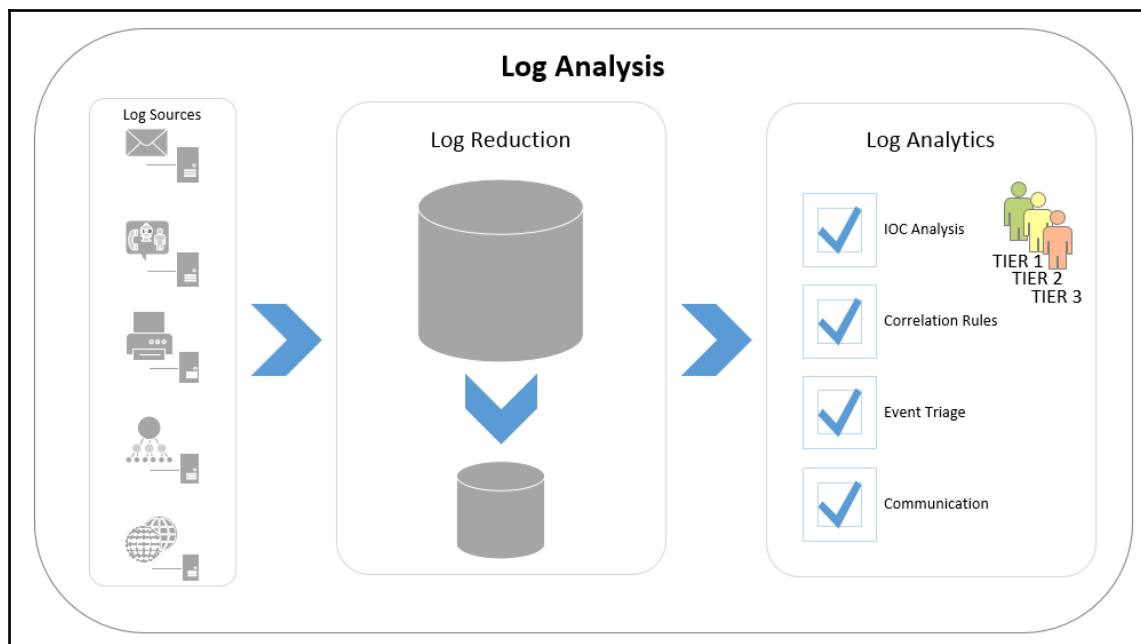 Log Analysis
Log Sources
Log Reduction
Log Analytics
IOC Analysis
TIER 1
TIER 2
TIER 3
Correlation Rules
Event Triage
Communication